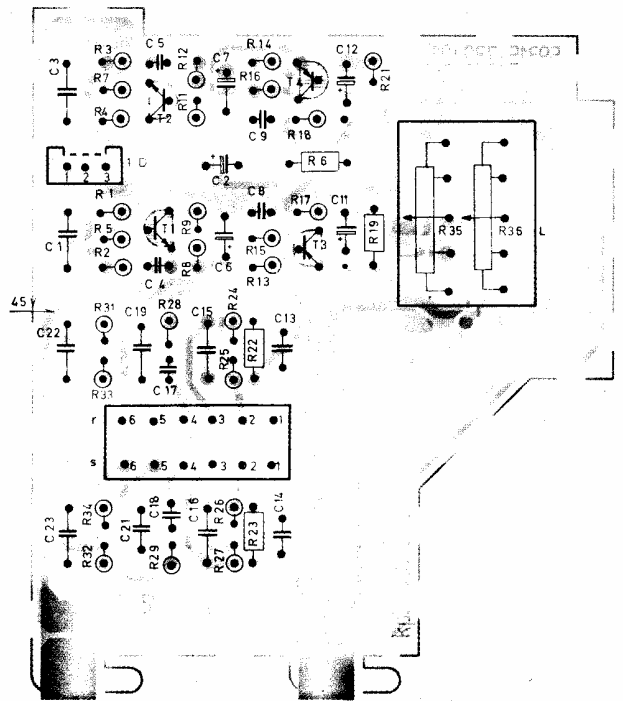 R3 C5 R12 C7 R14 C12
C3 R7 R16 T4 R21
R4 T2 R11 C9 R18
1 D
1 2 3
C2 R6
R1 R9 C8 R17 C11
C1 R5 T1 R15 T3 R19 R35 R36 L
R2 C4 R8 C6 R13
45
R31 C19 R28 C15 R24 C13
C22 R22
R33 C17 R25
r 6 5 4 3 2 1
s 6 5 4 3 2 1
R34 C18 C16 R26 C14
C23 C21 R23
R32 R29 R27